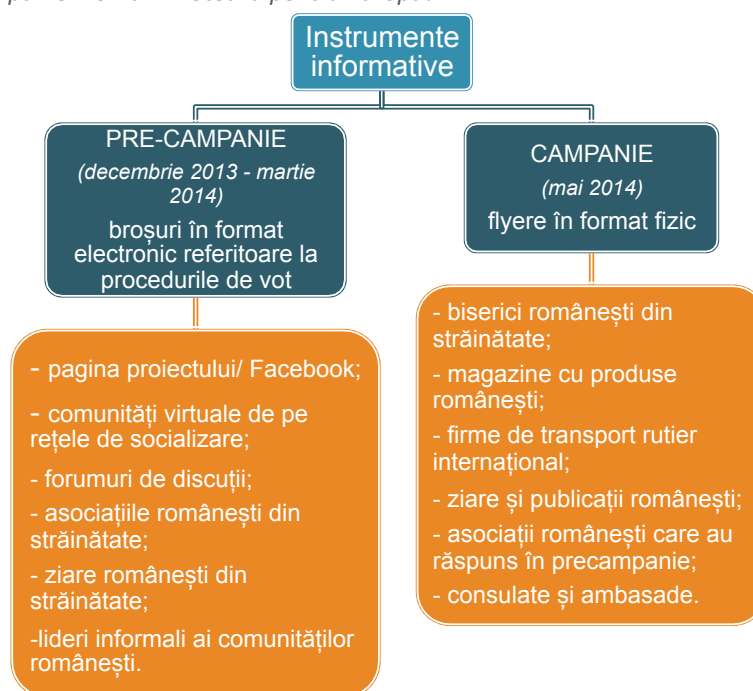 Instrumente
informative
PRE-CAMPANIE
(decembrie 2013 - martie
2014)
broșuri în format
electronic referitoare la
procedurile de vot
CAMPANIE
(mai 2014)
flyere în format fizic
- pagina proiectului/ Facebook;
- comunități virtuale de pe
rețele de socializare;
- forumuri de discuții;
- asociațiile românești din
străinătate;
- ziare românești din
străinătate;
-lideri informali ai comunităților
românești.
- biserici românești din
străinătate;
- magazine cu produse
românești;
- firme de transport rutier
internațional;
- ziare și publicații românești;
- asociații românești care au
răspuns în precampanie;
- consulate și ambasade.